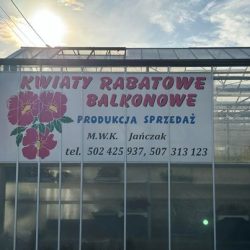 KWIATY RABATOWE
BALKONOWE
PRODUKCJA SPRZEDAŻ
M.W.K. Jańczak
tel. 502 425 937, 507 313 123